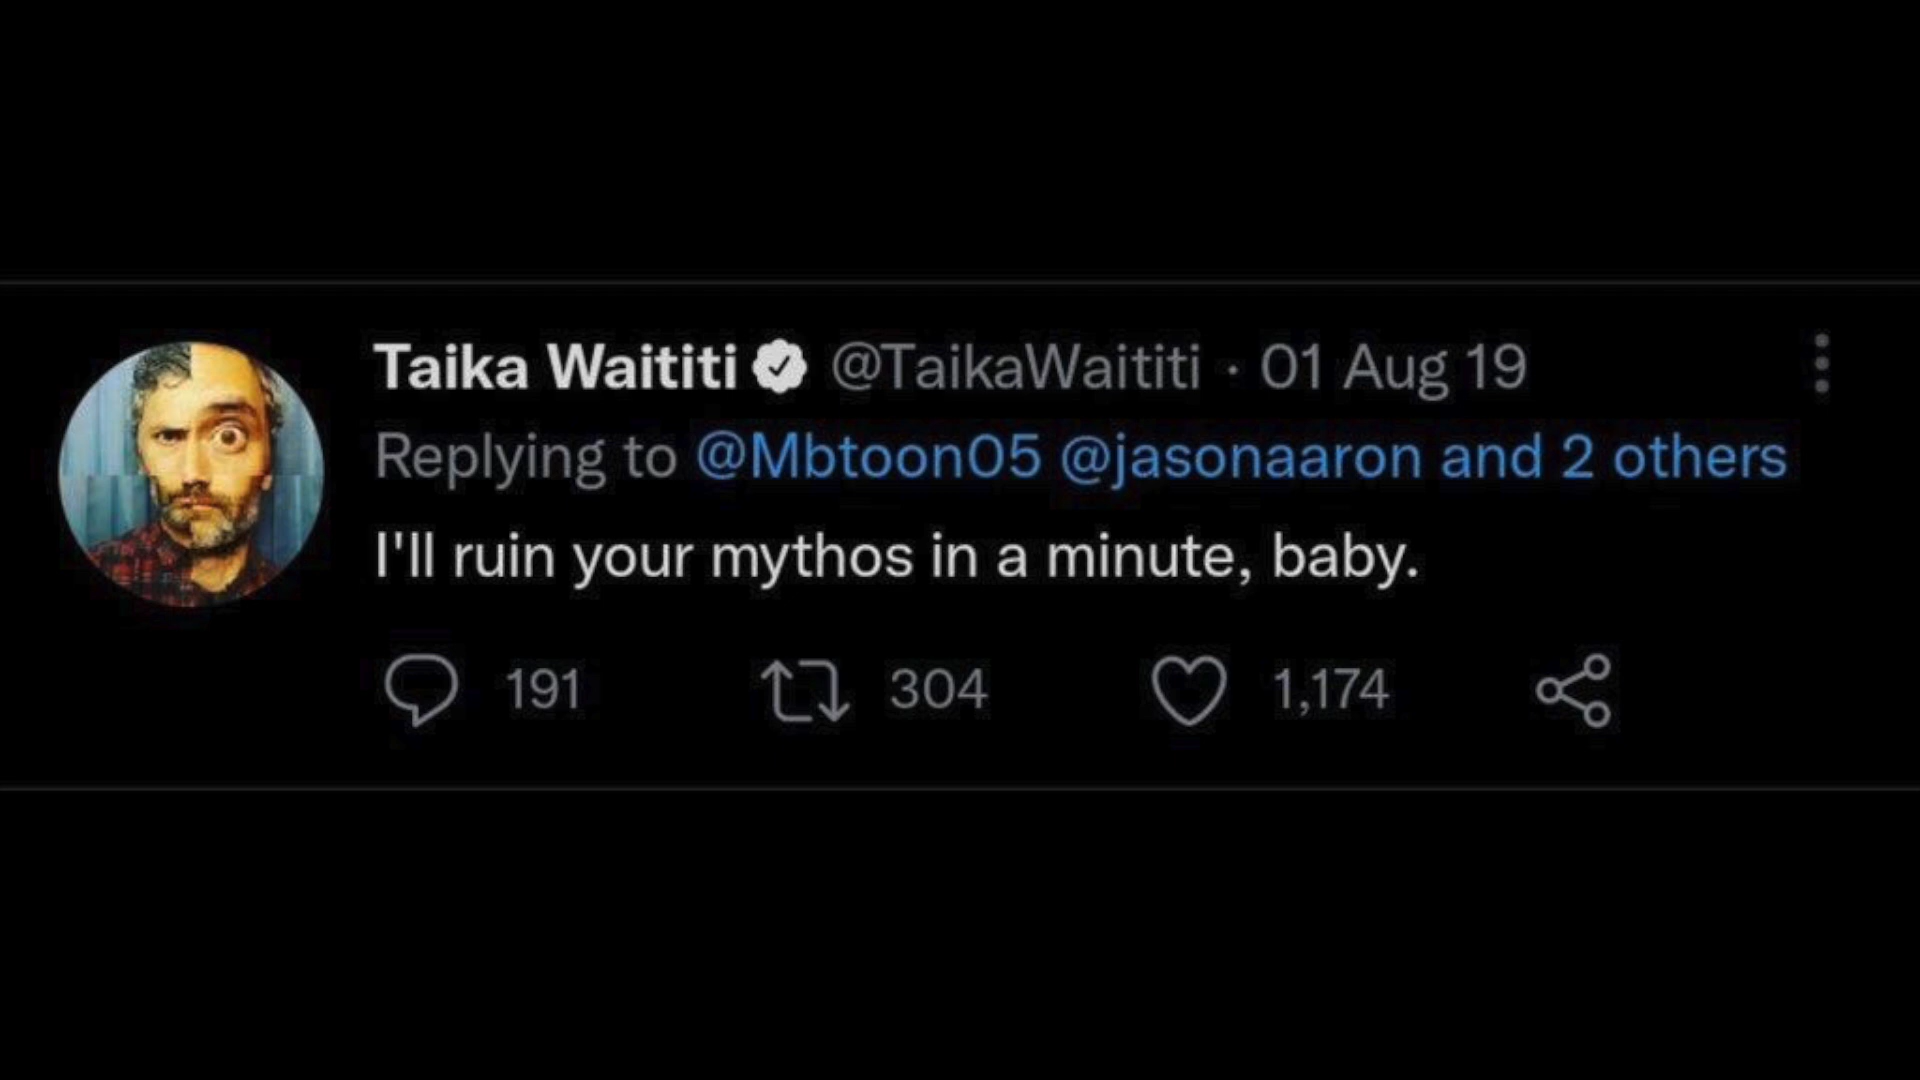 Taika Waititi @TaikaWaititi · 01 Aug 19
Replying to @Mbtoon05 @jasonaaron and 2 others
I'll ruin your mythos in a minute, baby.
191 304 1,174